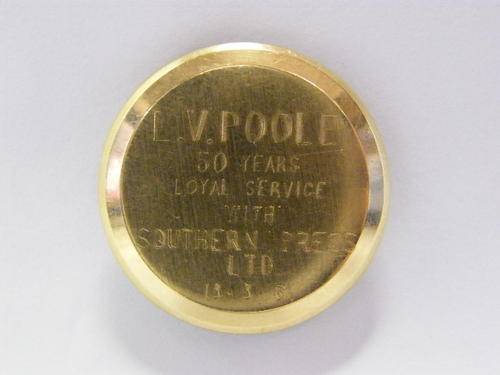 L.V. POOLE
50 YEARS
LOYAL SERVICE
WITH
SOUTHERN PRESS
LTD